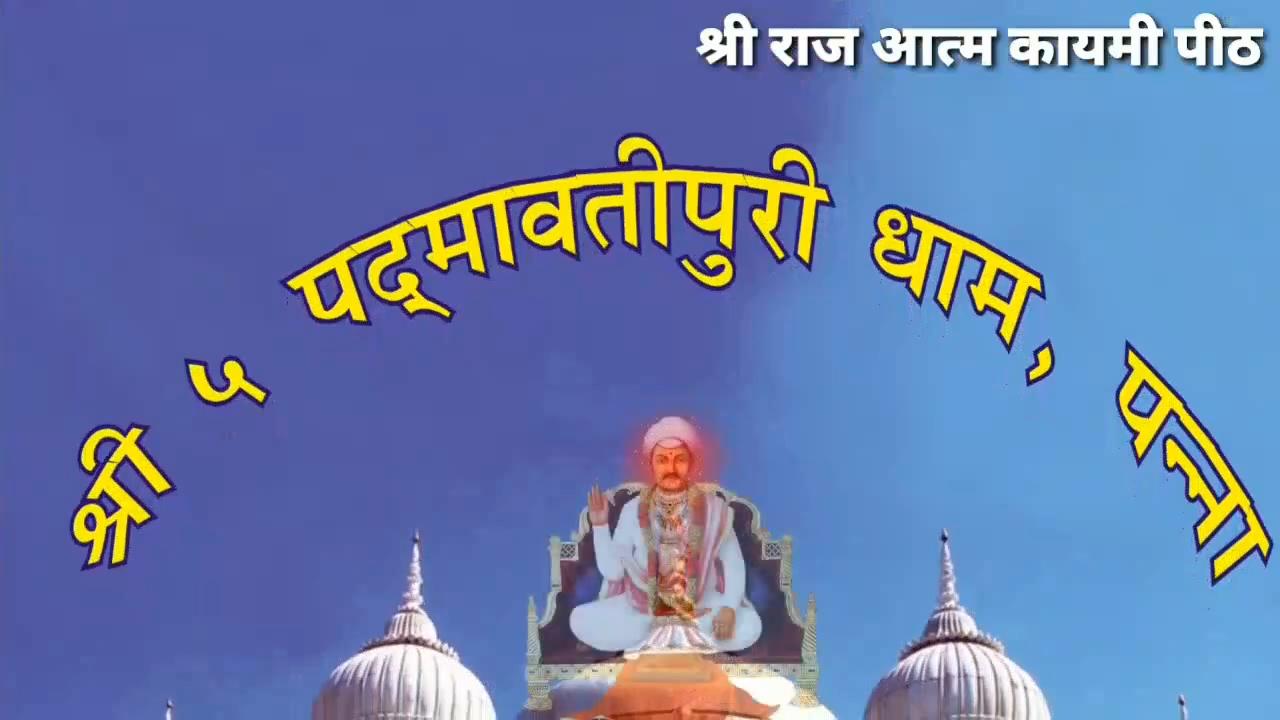 श्री राज आत्म कायमी पीठ
श्री ५ पद्‌मावतीपुरी धाम, पन्ना